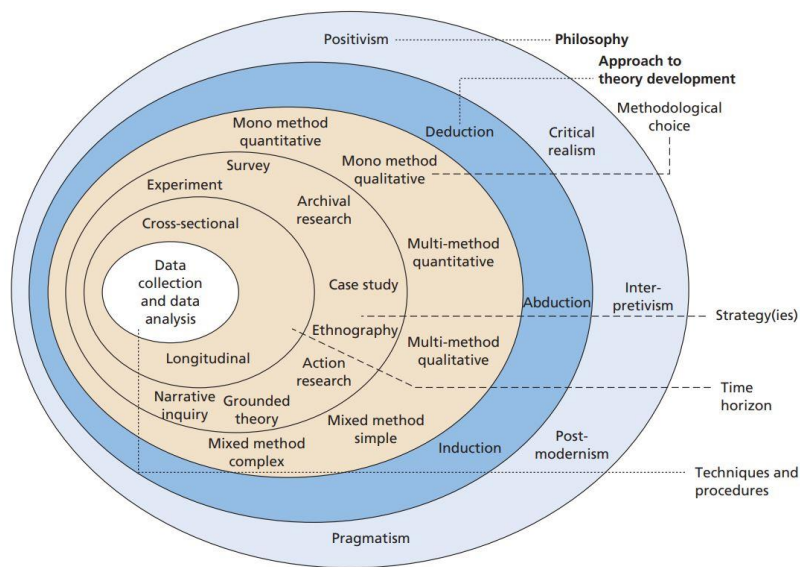 Positivism
Philosophy
Approach to
theory development
Methodological
choice
Mono method
quantitative
Deduction
Critical
realism
Survey
Mono method
qualitative
Experiment
Archival
research
Cross-sectional
Data
collection
and data
analysis
Multi-method
quantitative
Case study
Abduction
Inter-
pretivism
Strategy(ies)
Ethnography
Multi-method
qualitative
Longitudinal
Action
research
Time
horizon
Narrative
inquiry
Grounded
theory
Mixed method
simple
Mixed method
complex
Induction
Post-
modernism
Techniques and
procedures
Pragmatism